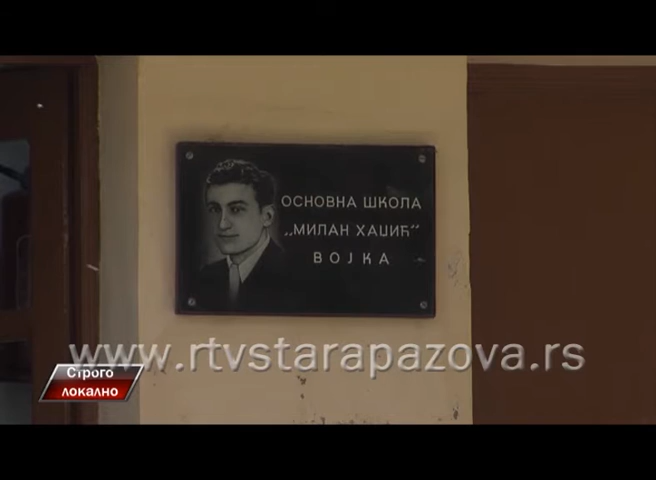 ОСНОВНА ШКОЛА
„МИЛАН ХАЏИЋ"
ВОЈКА
www.rtvstarapazova.rs
Строго
локално